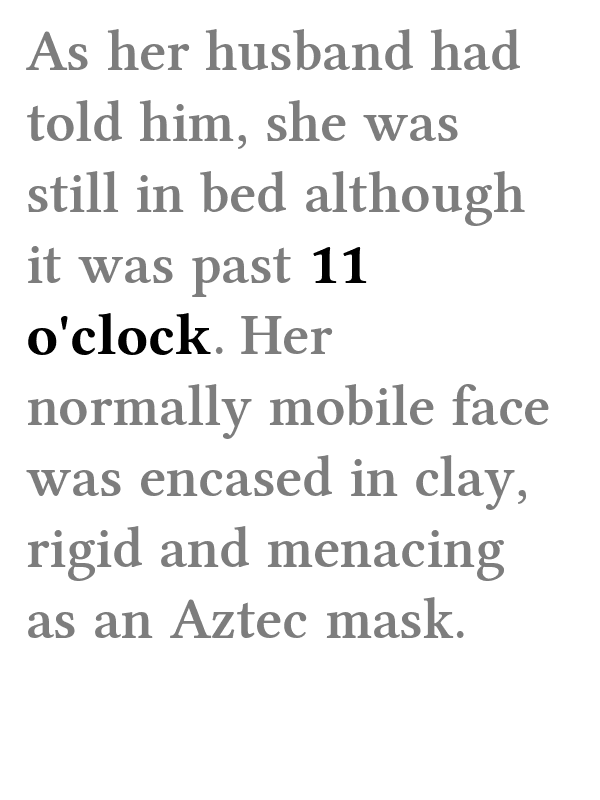 As her husband had
told him, she was
still in bed although
it was past 11
o'clock. Her
normally mobile face
was encased in clay,
rigid and menacing
as an Aztec mask.